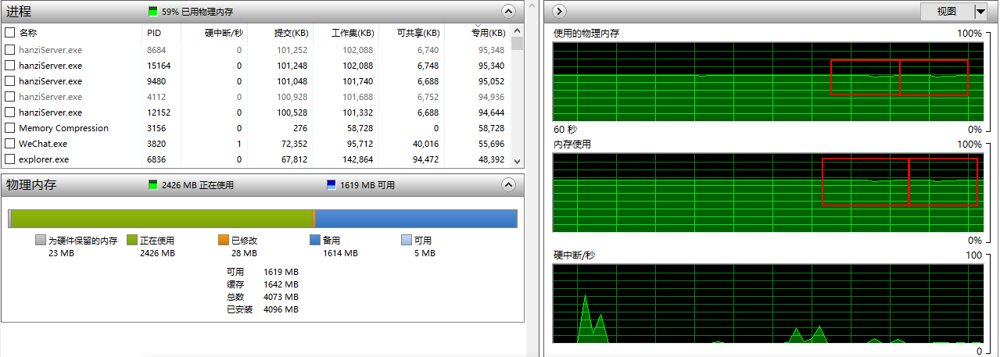 进程 59% 已用物理内存
名称 PID 硬中断/秒 提交(KB) 工作集(KB) 可共享(KB) 专用(KB)
hanziServer.exe 8684 0 101,252 102,088 6,740 95,348
hanziServer.exe 15164 0 101,248 102,088 6,748 95,340
hanziServer.exe 9480 0 101,048 101,740 6,688 95,052
hanziServer.exe 4112 0 100,928 101,688 6,752 94,936
hanziServer.exe 12152 0 100,528 101,332 6,688 94,644
Memory Compression 3156 0 276 58,728 0 58,728
WeChat.exe 3820 1 72,352 95,712 40,016 55,696
explorer.exe 6836 0 67,812 142,864 94,472 48,392
物理内存 2426 MB 正在使用 1619 MB 可用
为硬件保留的内存 正在使用 已修改 备用 可用
23 MB 2426 MB 28 MB 1614 MB 5 MB
可用 1619 MB
缓存 1642 MB
总数 4073 MB
已安装 4096 MB
视图
使用的物理内存 100%
60 秒 0%
内存使用 100%
0%
硬中断/秒 100
0